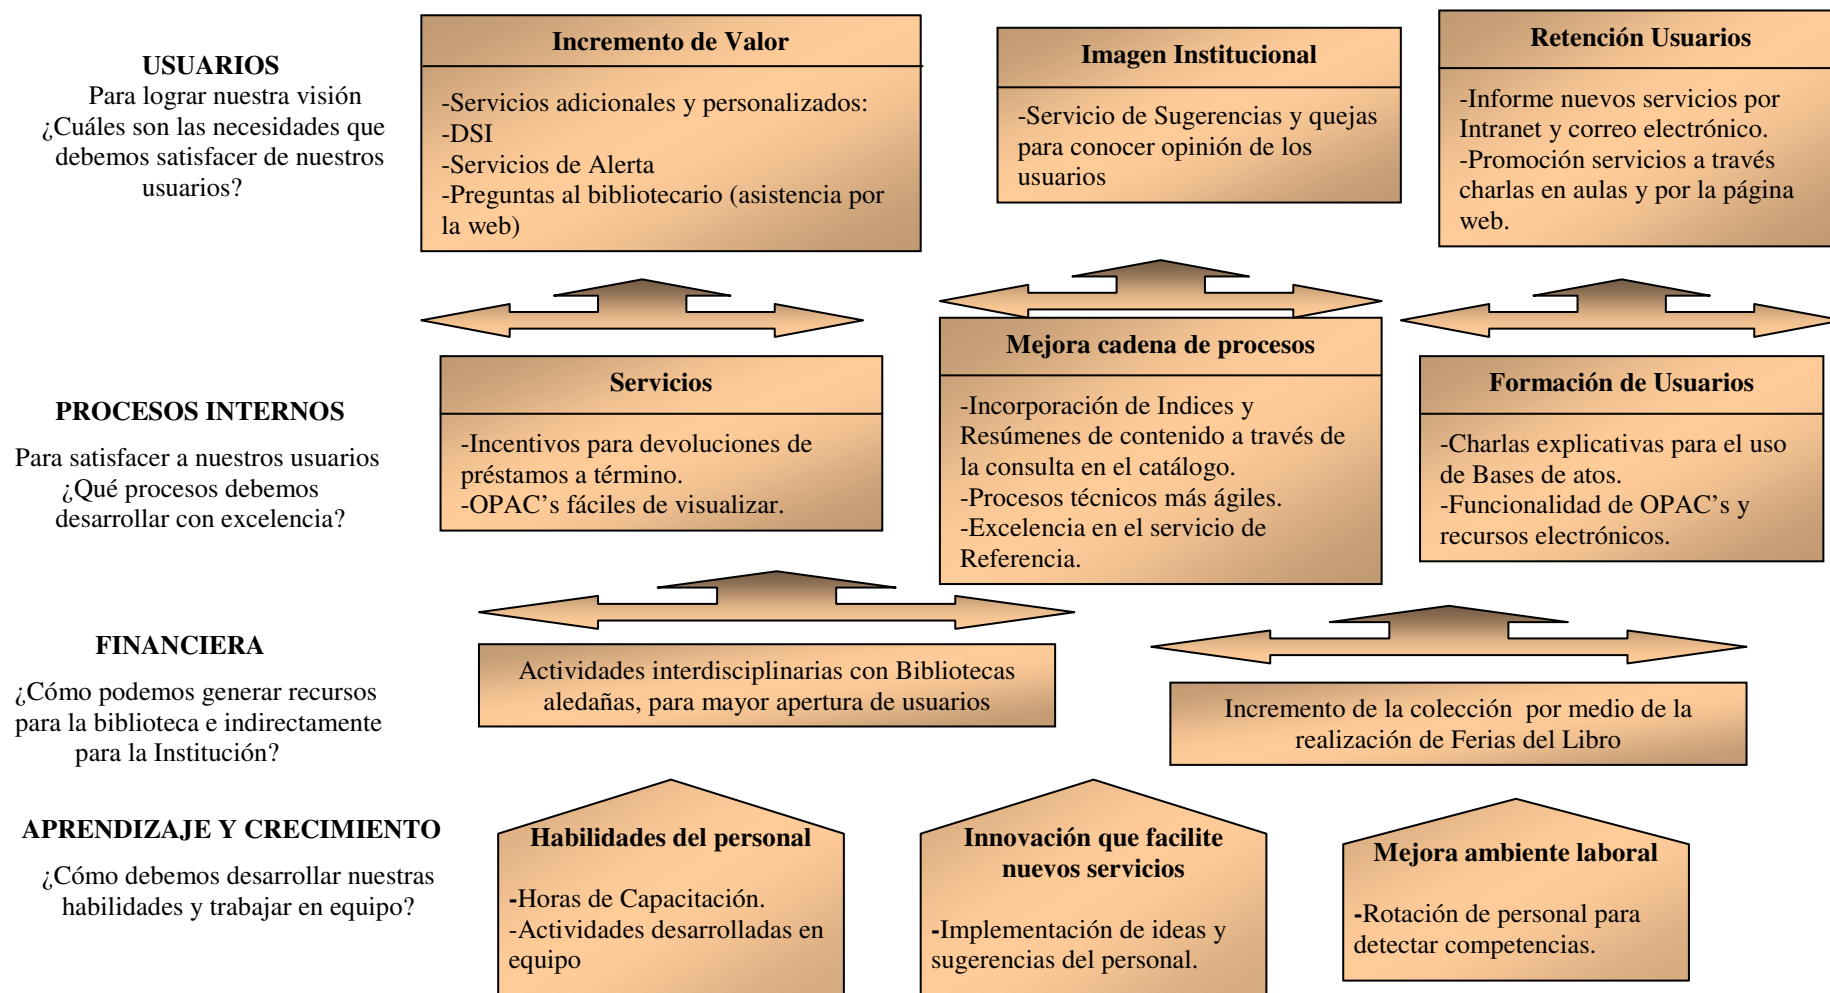 USUARIOS
Para lograr nuestra visión
¿Cuáles son las necesidades que
debemos satisfacer de nuestros
usuarios?
Incremento de Valor
-Servicios adicionales y personalizados:
-DSI
-Servicios de Alerta
-Preguntas al bibliotecario (asistencia por
la web)
Imagen Institucional
-Servicio de Sugerencias y quejas
para conocer opinión de los
usuarios
Retención Usuarios
-Informe nuevos servicios por
Intranet y correo electrónico.
-Promoción servicios a través
charlas en aulas y por la página
web.
PROCESOS INTERNOS
Para satisfacer a nuestros usuarios
¿Qué procesos debemos
desarrollar con excelencia?
Servicios
-Incentivos para devoluciones de
préstamos a término.
-OPAC’s fáciles de visualizar.
Mejora cadena de procesos
-Incorporación de Indices y
Resúmenes de contenido a través de
la consulta en el catálogo.
-Procesos técnicos más ágiles.
-Excelencia en el servicio de
Referencia.
Formación de Usuarios
-Charlas explicativas para el uso
de Bases de atos.
-Funcionalidad de OPAC’s y
recursos electrónicos.
FINANCIERA
¿Cómo podemos generar recursos
para la biblioteca e indirectamente
para la Institución?
Actividades interdisciplinarias con Bibliotecas
aledañas, para mayor apertura de usuarios
Incremento de la colección por medio de la
realización de Ferias del Libro
APRENDIZAJE Y CRECIMIENTO
¿Cómo debemos desarrollar nuestras
habilidades y trabajar en equipo?
Habilidades del personal
-Horas de Capacitación.
-Actividades desarrolladas en
equipo
Innovación que facilite
nuevos servicios
-Implementación de ideas y
sugerencias del personal.
Mejora ambiente laboral
-Rotación de personal para
detectar competencias.